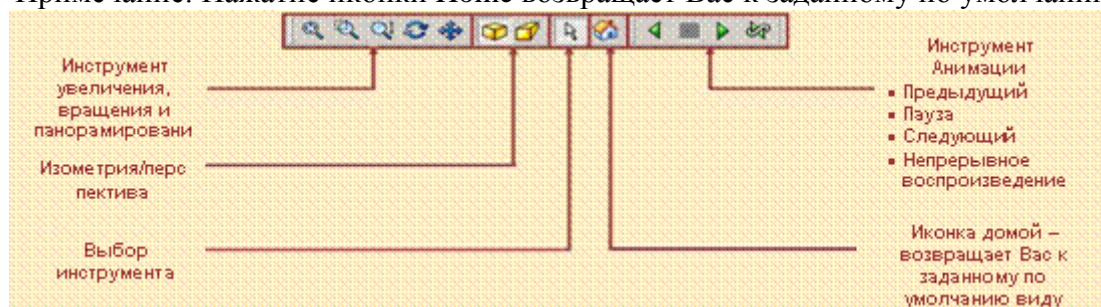 Примечание: Нажатие иконки Home возвращает Вас к заданному по умолчани
Инструмент
увеличения,
вращения и
панорамировани
Изометрия/перс
пектива
Выбор
инструмента
Инструмент
Анимации
▪ Предыдущий
▪ Пауза
▪ Следующий
▪ Непрерывное
воспроизведение
Иконка домой –
возвращает Вас к
заданному по
умолчанию виду